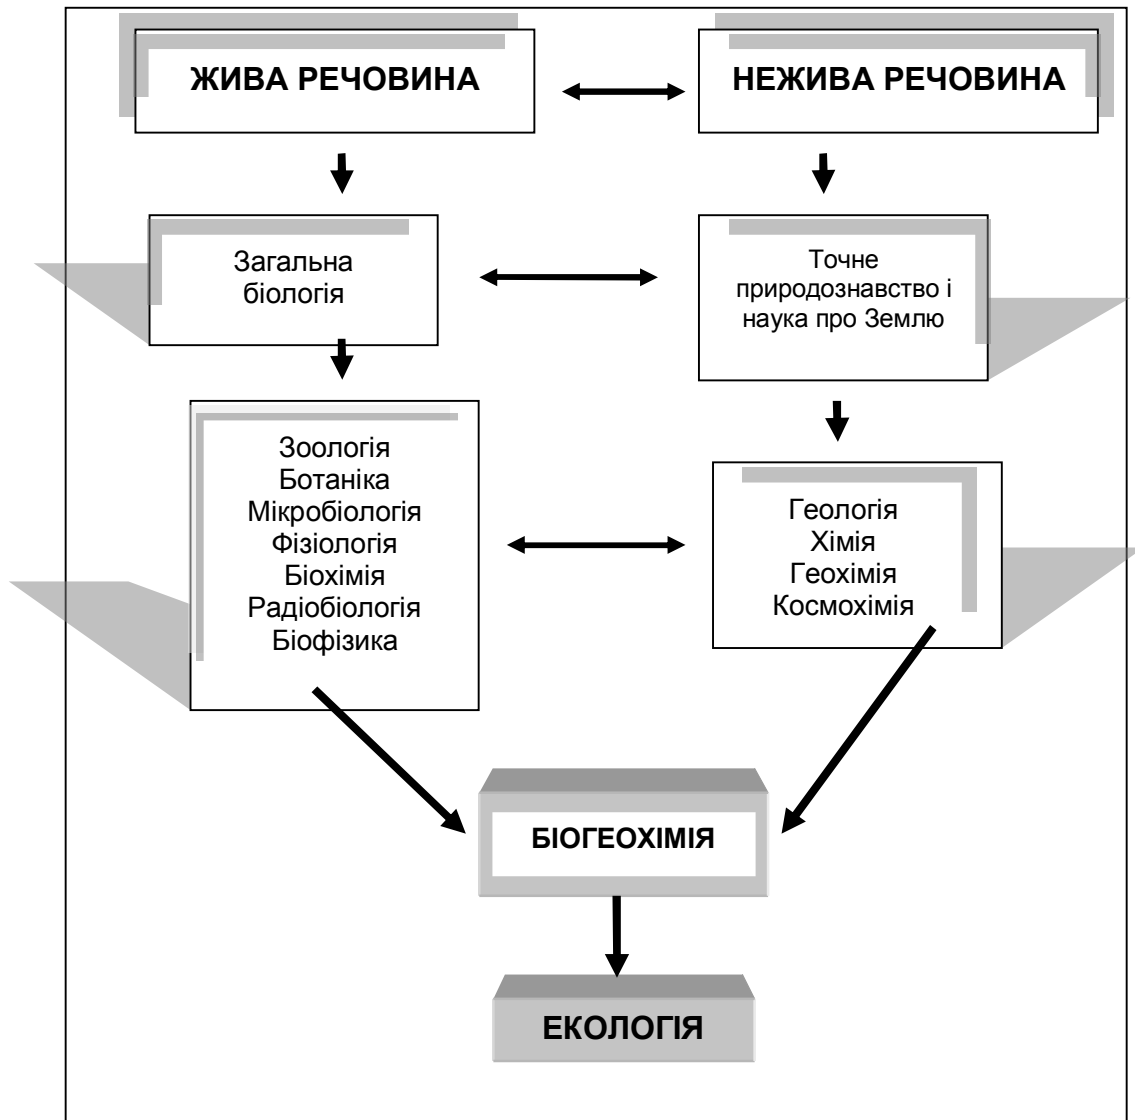 ЖИВА РЕЧОВИНА
НЕЖИВА РЕЧОВИНА
Загальна
біологія
Точне
природознавство і
наука про Землю
Зоологія
Ботаніка
Мікробіологія
Фізіологія
Біохімія
Радіобіологія
Біофізика
Геологія
Хімія
Геохімія
Космохімія
БІОГЕОХІМІЯ
ЕКОЛОГІЯ